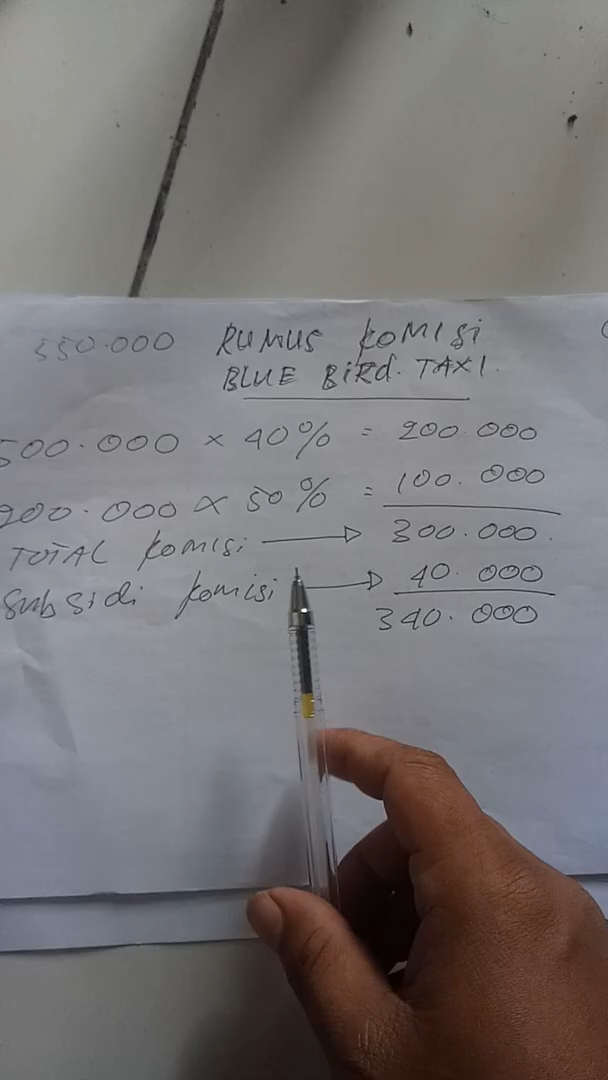 550.000 RUMUS KOMISI
BLUE BIRd. TAXI.
500.000 x 40% = 200.000
200.000 x 50% = 100.000
TOTAL KOMISI → 300.000.
SubSidi KOMISI → 40.000
340.000